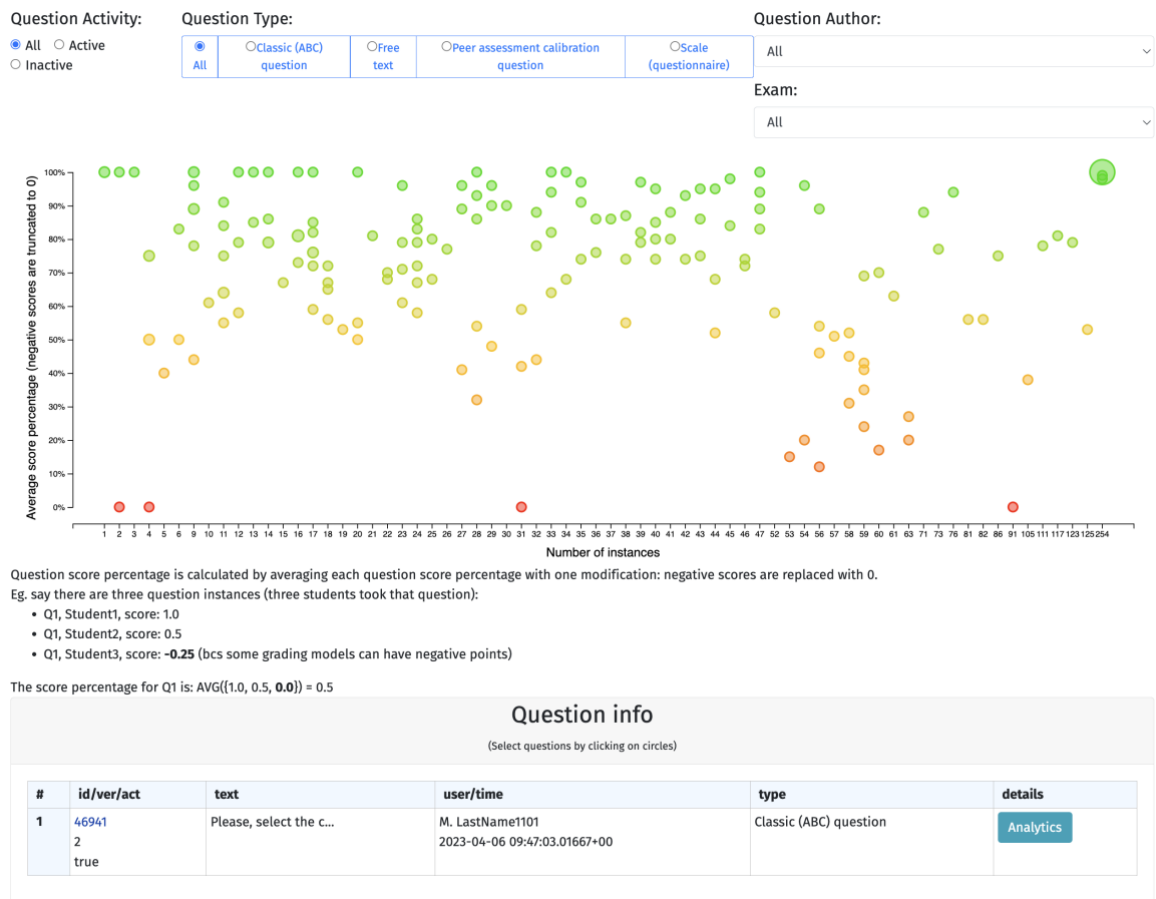 Question Activity:
All Active
Inactive
Question Type:
All
Classic (ABC)
question
Free
text
Peer assessment calibration
question
Scale
(questionnaire)
Question Author:
All
Exam:
All
Average score percentage (negative scores are truncated to 0)
100%
90%
80%
70%
60%
50%
40%
30%
20%
10%
0%
1 2 3 4 5 6 9 10 11 12 13 14 15 16 17 18 19 20 21 22 23 24 25 26 27 28 29 30 31 32 33 34 35 36 37 38 39 40 41 42 43 44 45 46 47 52 53 54 56 57 58 59 60 61 63 71 73 76 81 82 86 91 105 111 117 123 125 254
Number of instances
Question score percentage is calculated by averaging each question score percentage with one modification: negative scores are replaced with 0.
Eg. say there are three question instances (three students took that question):
• Q1, Student1, score: 1.0
• Q1, Student2, score: 0.5
• Q1, Student3, score: -0.25 (bcs some grading models can have negative points)
The score percentage for Q1 is: AVG({1.0, 0.5, 0.0}) = 0.5
Question info
(Select questions by clicking on circles)
# id/ver/act text user/time type details
1 46941 Please, select the c... M. LastName1101 Classic (ABC) question Analytics
2 2023-04-06 09:47:03.01667+00
true